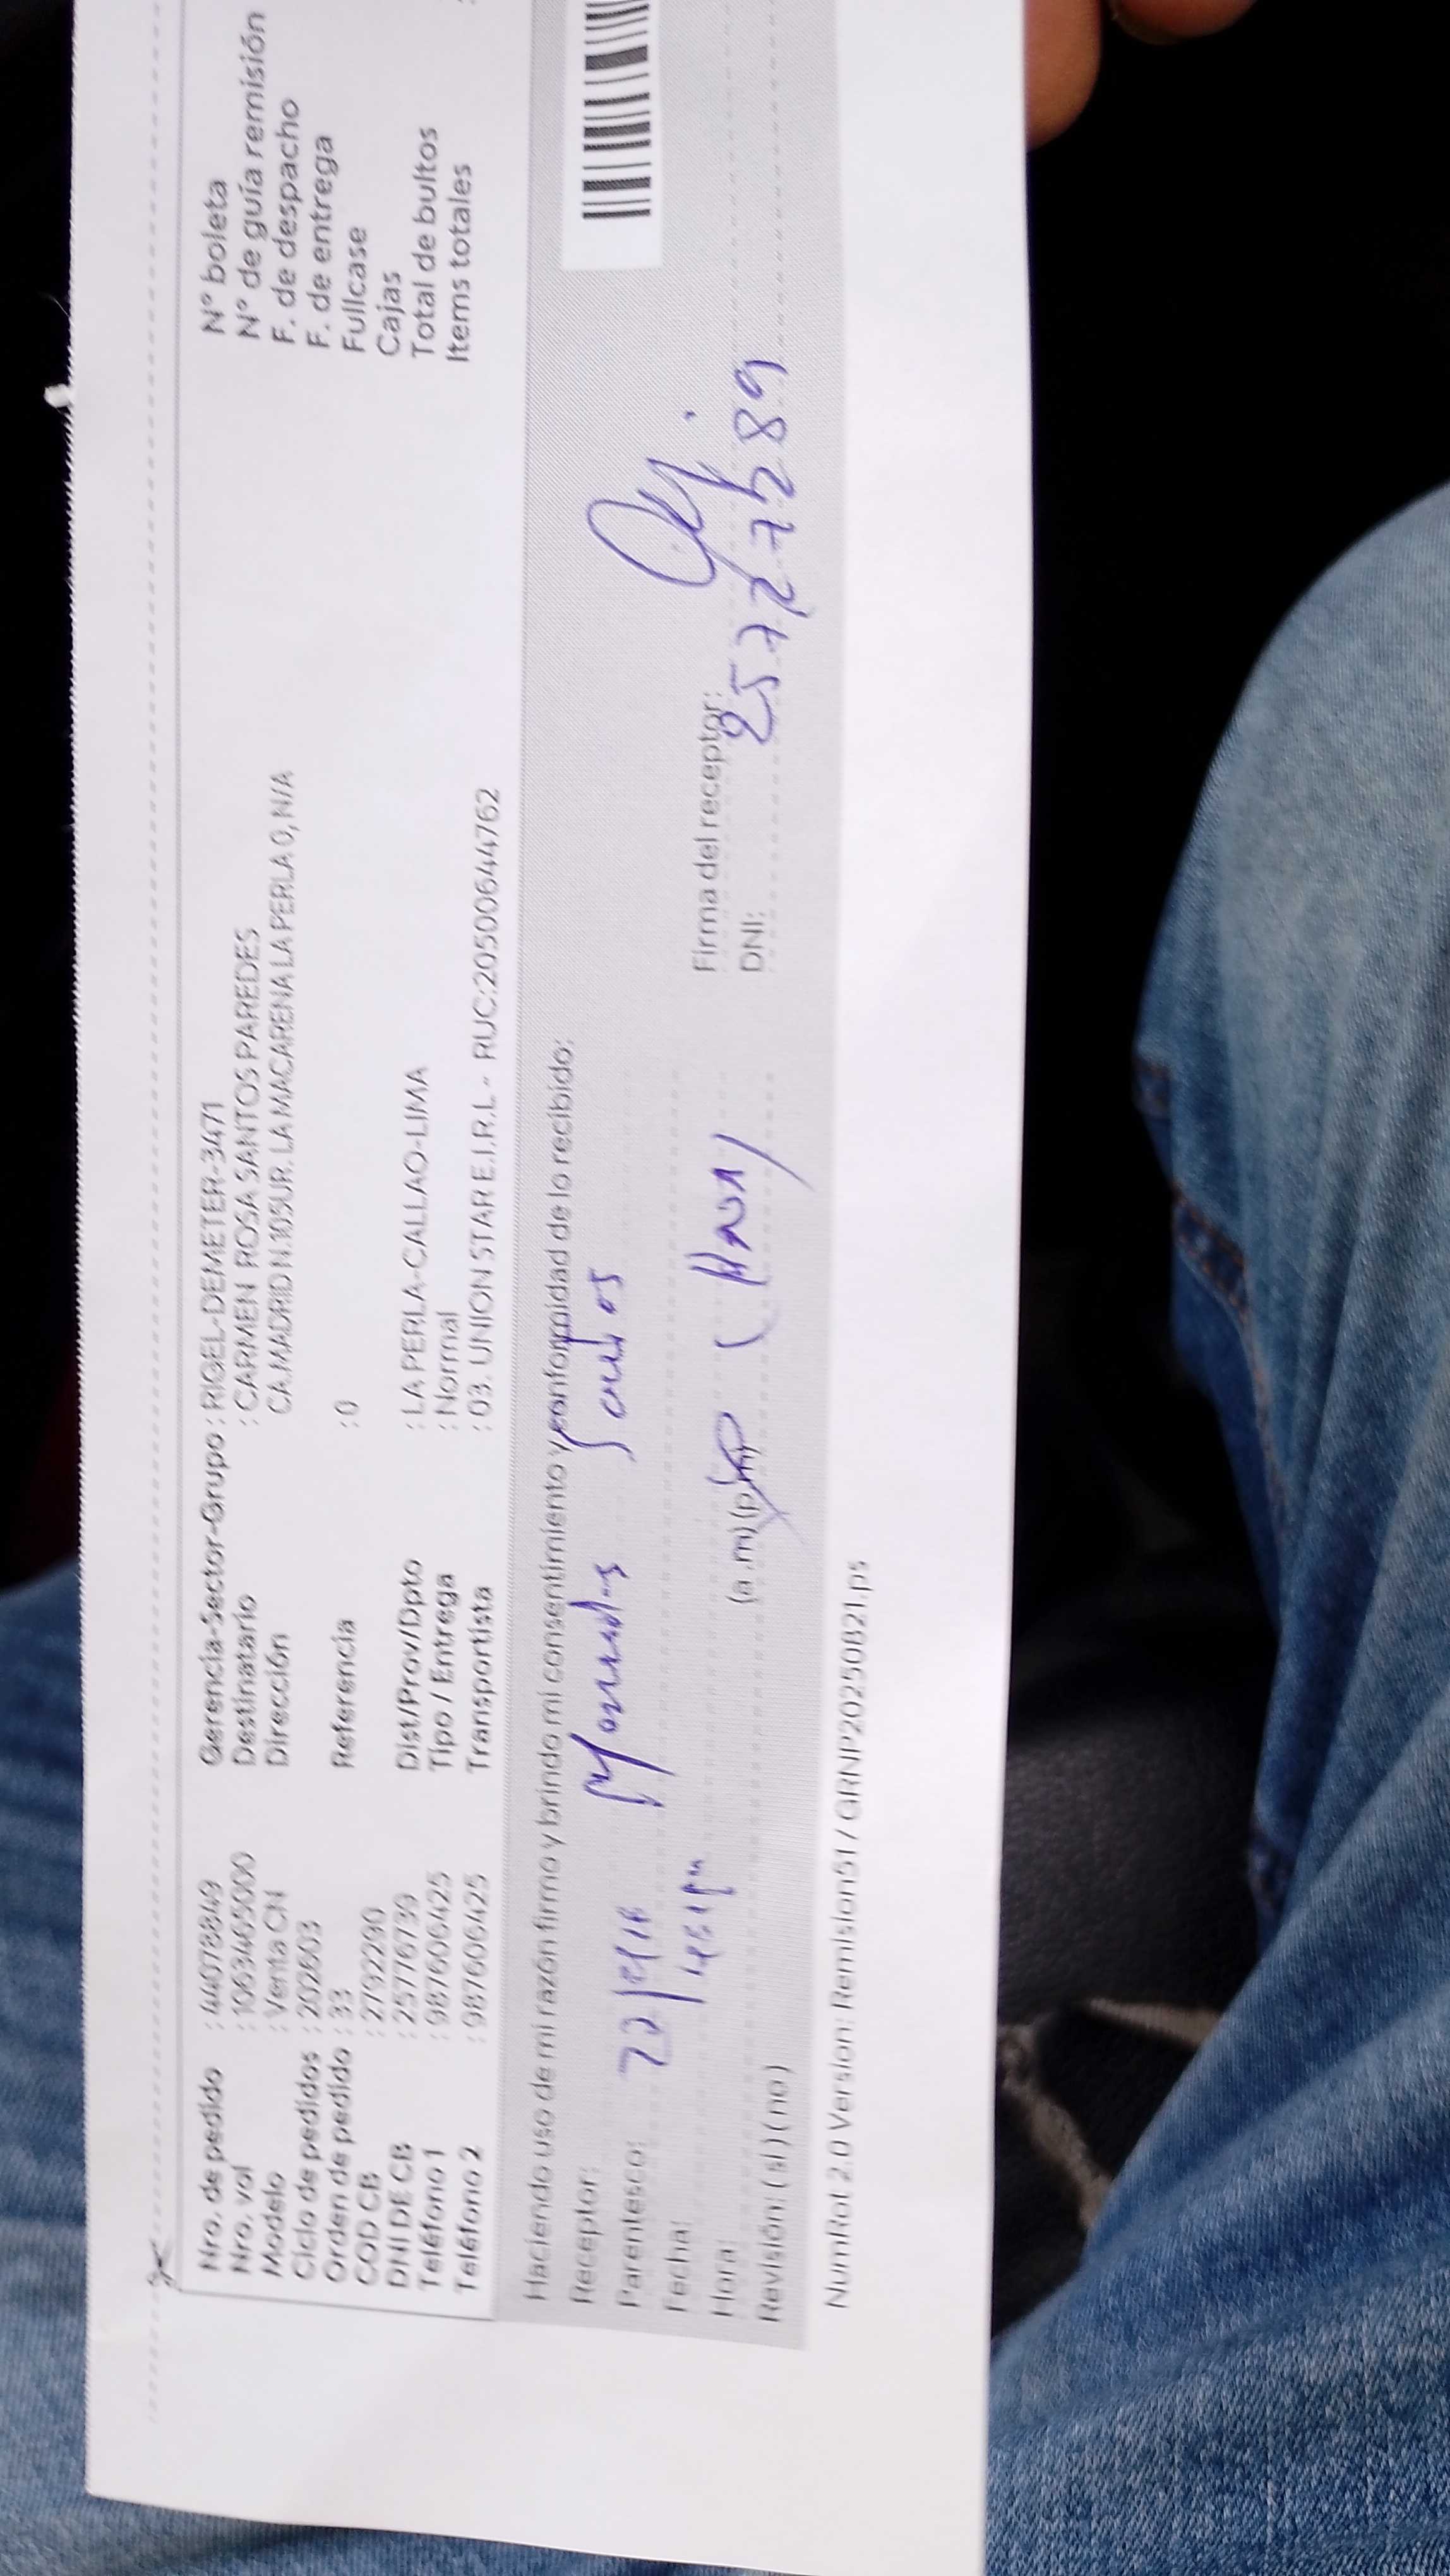 Nro. de pedido : 44078849 Gerencia-Sector-Grupo : RIGEL-DEMETER-3471 N° boleta
Nro. vol : 1063465000 Destinatario : CARMEN ROSA SANTOS PAREDES N° de guía remisión
Modelo : Venta CN Dirección CA.MADRID N.105UR. LA MACARENA LA PERLA 0, N/A F. de despacho
Ciclo de pedidos : 202603 F. de entrega
Orden de pedido : 33 Referencia : 0 Fullcase
COD CB : 2792290 Cajas
DNI DE CB : 25776739 Dist/Prov/Dpto : LA PERLA-CALLAO-LIMA Total de bultos
Teléfono 1 : 987606425 Tipo / Entrega : Normal Items totales
Teléfono 2 : 987606425 Transportista : 03. UNION STAR E.I.R.L - RUC:20500644762
Haciendo uso de mi razón firmo y brindo mi consentimiento y conformidad de lo recibido:
Receptor: Santos
Parentesco:
Fecha: Firma del receptor:
Hora: (a.m) (p.m) DNI:
Revisión: (si) (no)
NumRot 2.0 Version: Remision51 / GRNP20250821.ps